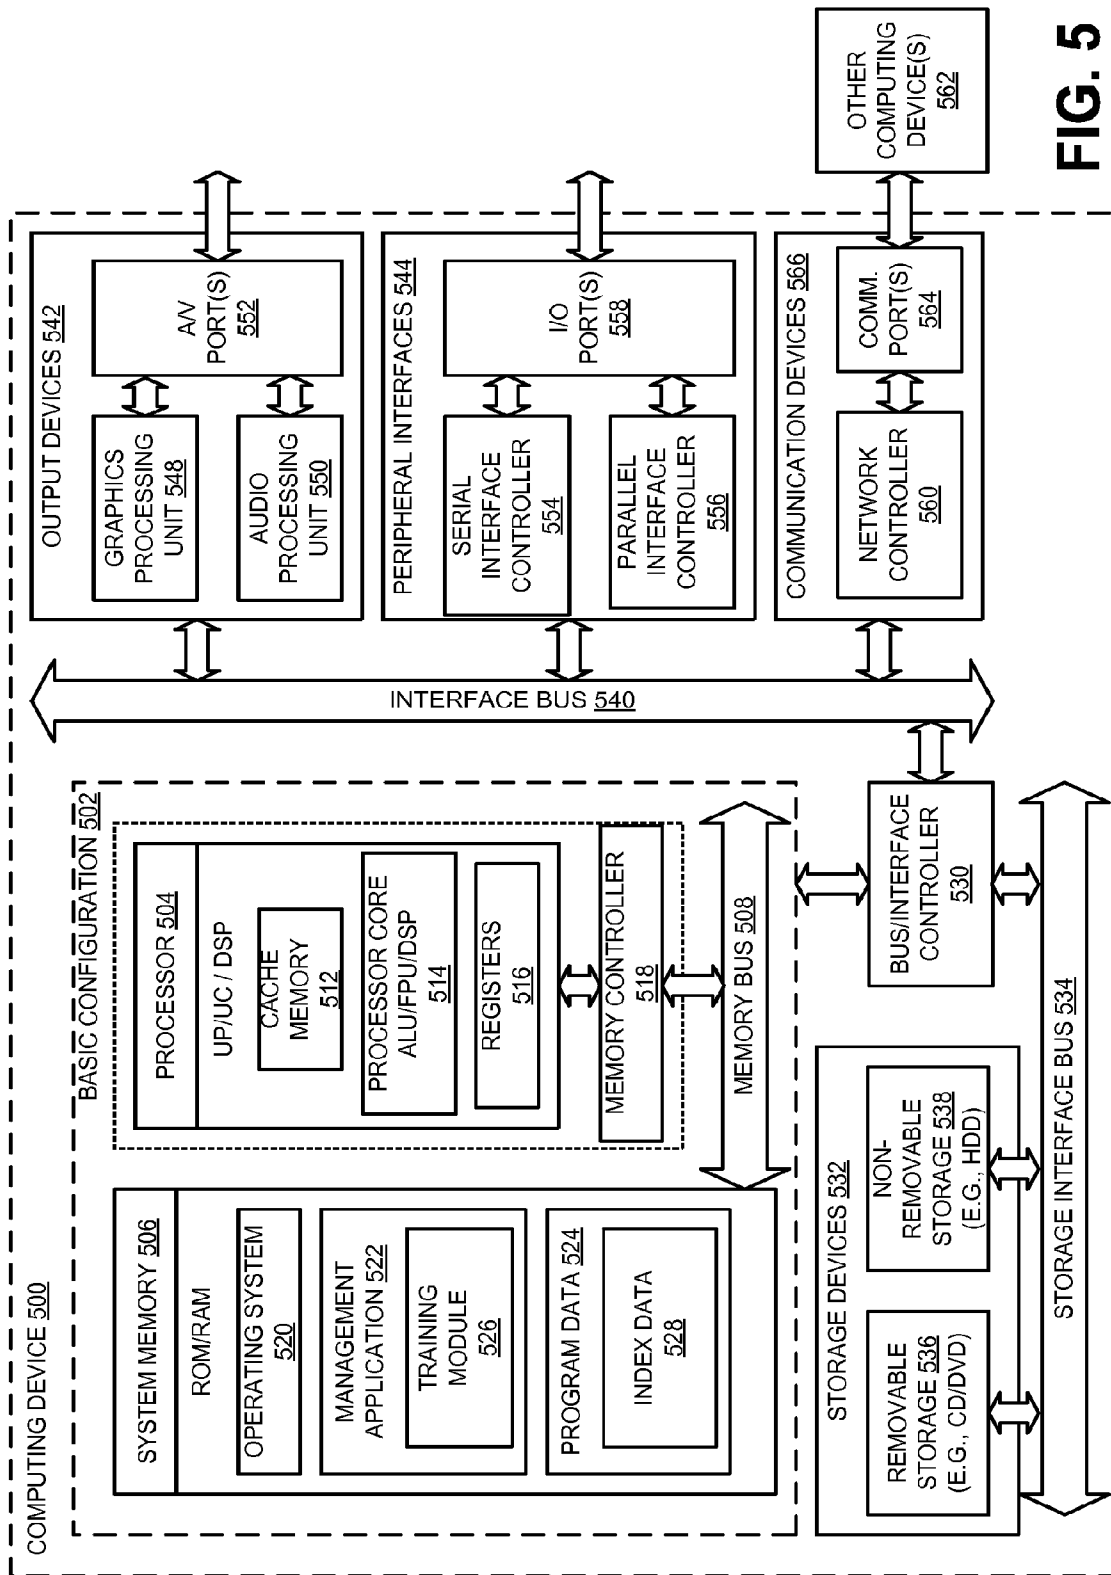 COMPUTING DEVICE 500
BASIC CONFIGURATION 502
SYSTEM MEMORY 506
ROM/RAM
OPERATING SYSTEM
520
MANAGEMENT
APPLICATION 522
TRAINING
MODULE
526
PROGRAM DATA 524
INDEX DATA
528
PROCESSOR 504
UP/UC / DSP
CACHE
MEMORY
512
PROCESSOR CORE
ALU/FPU/DSP
514
REGISTERS
516
MEMORY CONTROLLER
518
MEMORY BUS 508
STORAGE DEVICES 532
REMOVABLE
STORAGE 536
(E.G., CD/DVD)
NON-
REMOVABLE
STORAGE 538
(E.G., HDD)
STORAGE INTERFACE BUS 534
BUS/INTERFACE
CONTROLLER
530
INTERFACE BUS 540
OUTPUT DEVICES 542
GRAPHICS
PROCESSING
UNIT 548
AUDIO
PROCESSING
UNIT 550
A/V
PORT(S)
552
PERIPHERAL INTERFACES 544
SERIAL
INTERFACE
CONTROLLER
554
PARALLEL
INTERFACE
CONTROLLER
556
I/O
PORT(S)
558
COMMUNICATION DEVICES 566
NETWORK
CONTROLLER
560
COMM.
PORT(S)
564
OTHER
COMPUTING
DEVICE(S)
562
FIG. 5